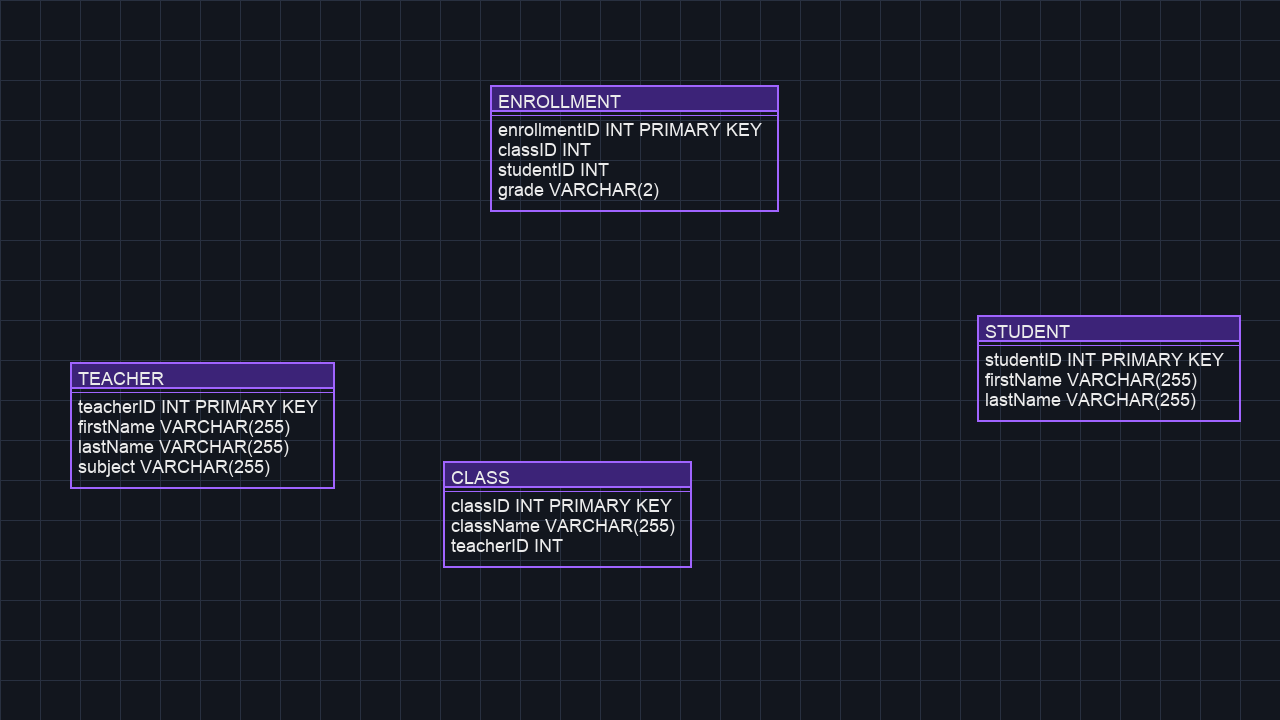 ENROLLMENT
enrollmentID INT PRIMARY KEY
classID INT
studentID INT
grade VARCHAR(2)
STUDENT
studentID INT PRIMARY KEY
firstName VARCHAR(255)
lastName VARCHAR(255)
TEACHER
teacherID INT PRIMARY KEY
firstName VARCHAR(255)
lastName VARCHAR(255)
subject VARCHAR(255)
CLASS
classID INT PRIMARY KEY
className VARCHAR(255)
teacherID INT